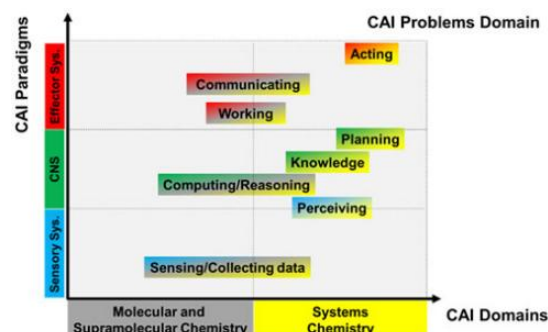 CAI Problems Domain
CAI Paradigms
Effector Sys.
CNS
Sensory Sys.
Acting
Communicating
Working
Planning
Knowledge
Computing/Reasoning
Perceiving
Sensing/Collecting data
Molecular and
Supramolecular Chemistry
Systems
Chemistry
CAI Domains